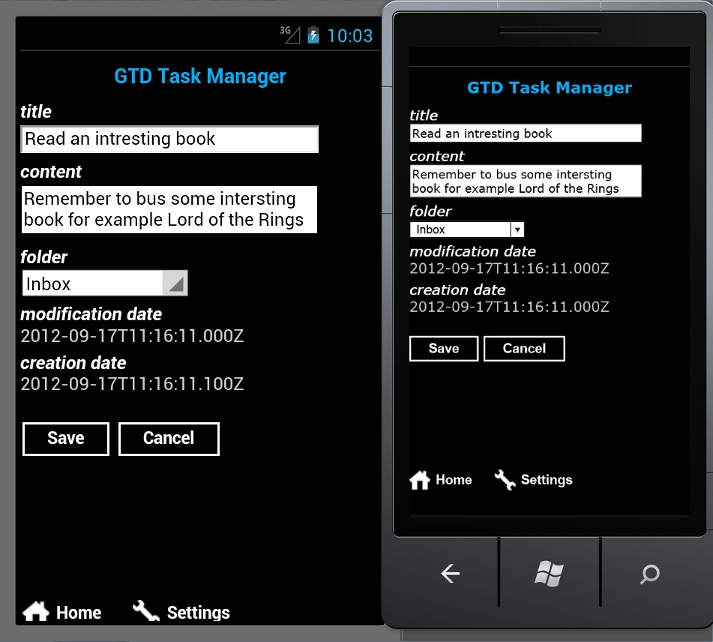 3G 10:03
GTD Task Manager
title
Read an intresting book
content
Remember to bus some intersting
book for example Lord of the Rings
folder
Inbox
modification date
2012-09-17T11:16:11.000Z
creation date
2012-09-17T11:16:11.100Z
Save Cancel
Home Settings
GTD Task Manager
title
Read an intresting book
content
Remember to bus some intersting
book for example Lord of the Rings
folder
Inbox
modification date
2012-09-17T11:16:11.000Z
creation date
2012-09-17T11:16:11.000Z
Save Cancel
Home Settings